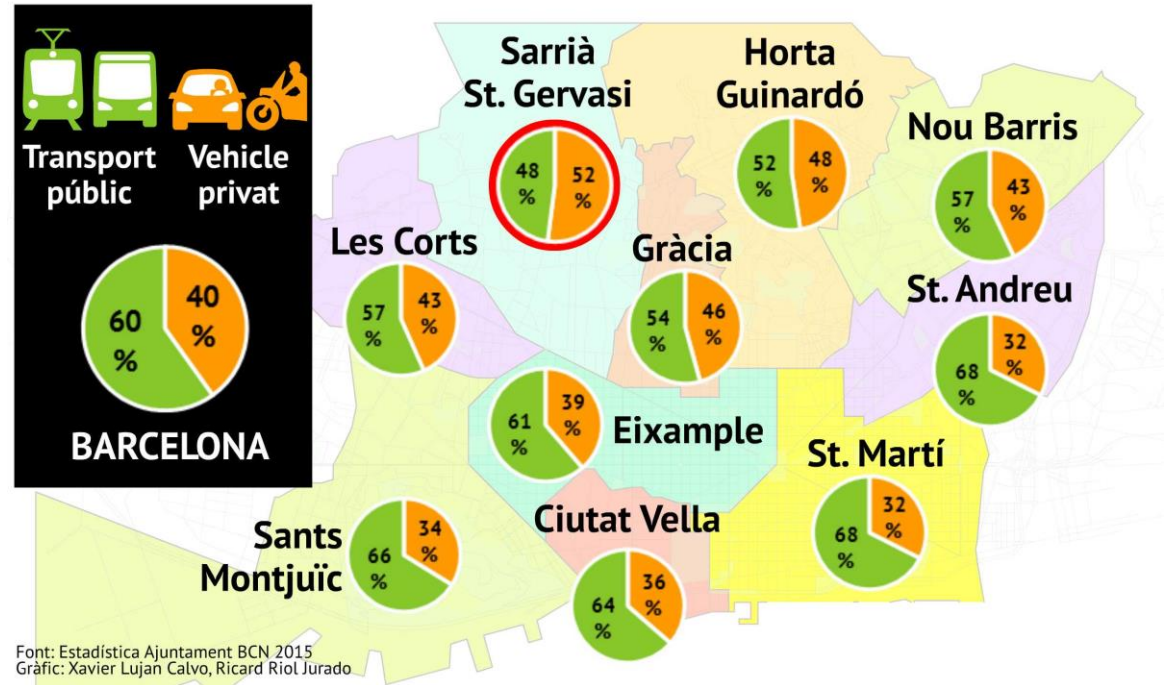 Transport
públic
Vehicle
privat
60
%
40
%
BARCELONA
Sarrià
St. Gervasi
48
%
52
%
Horta
Guinardó
52
%
48
%
Nou Barris
57
%
43
%
Les Corts
57
%
43
%
Gràcia
54
%
46
%
St. Andreu
68
%
32
%
61
%
39
%
Eixample
St. Martí
68
%
32
%
Sants
Montjuïc
66
%
34
%
Ciutat Vella
64
%
36
%
Font: Estadística Ajuntament BCN 2015
Gràfic: Xavier Lujan Calvo, Ricard Riol Jurado